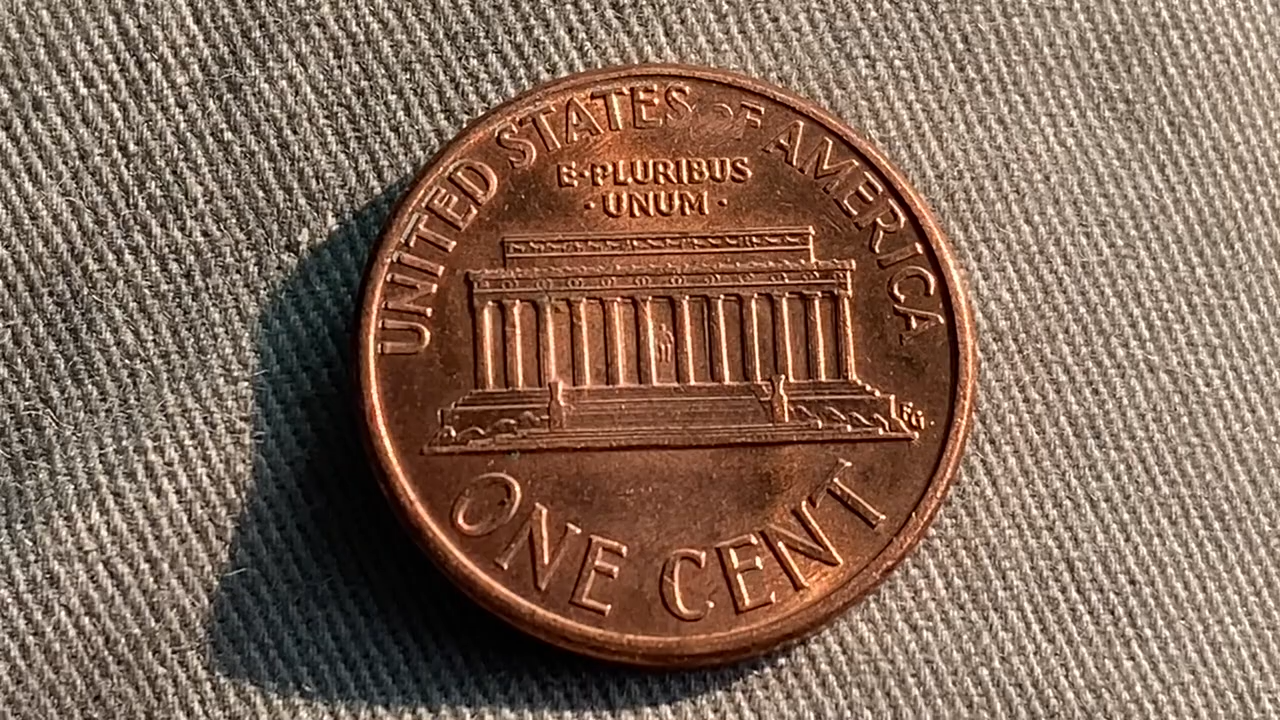 UNITED STATES OF AMERICA
E·PLURIBUS
·UNUM·
FG
ONE CENT